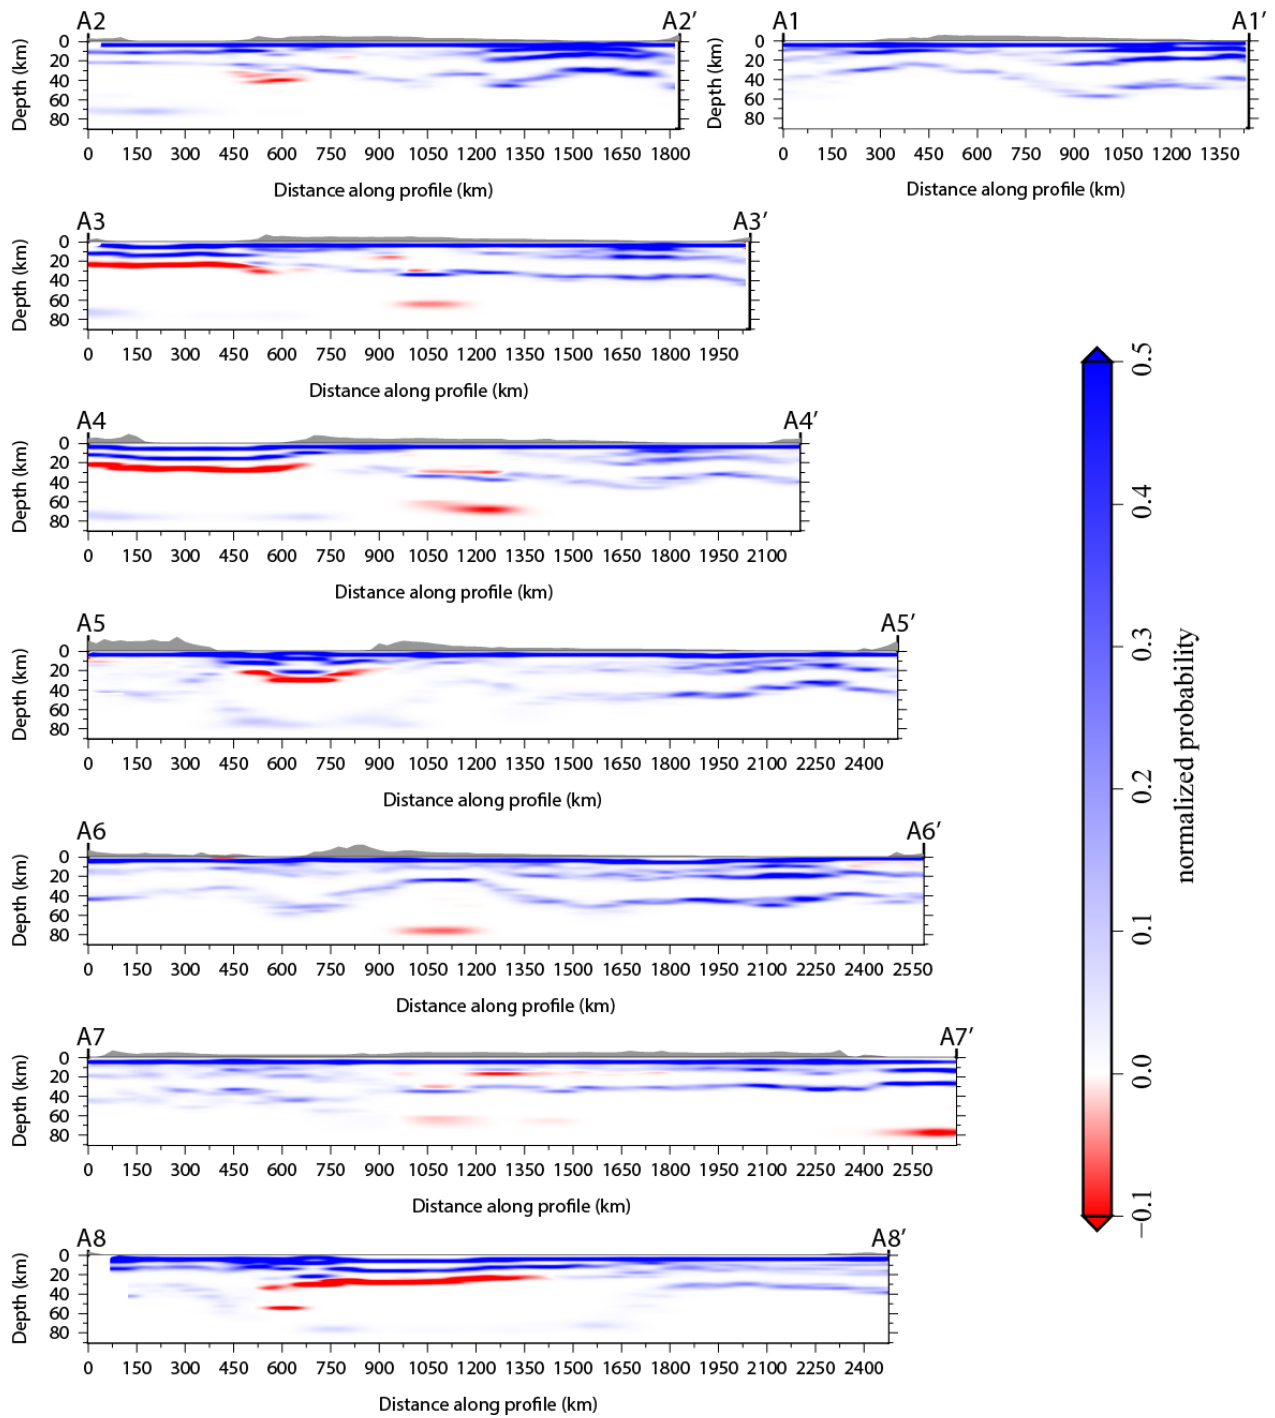 A2 A2′
0
20
40
60
80
Depth (km)
0 150 300 450 600 750 900 1050 1200 1350 1500 1650 1800
Distance along profile (km)
A1 A1′
0
20
40
60
80
Depth (km)
0 150 300 450 600 750 900 1050 1200 1350
Distance along profile (km)
A3 A3′
0
20
40
60
80
Depth (km)
0 150 300 450 600 750 900 1050 1200 1350 1500 1650 1800 1950
Distance along profile (km)
A4 A4′
0
20
40
60
80
Depth (km)
0 150 300 450 600 750 900 1050 1200 1350 1500 1650 1800 1950 2100
Distance along profile (km)
A5 A5′
0
20
40
60
80
Depth (km)
0 150 300 450 600 750 900 1050 1200 1350 1500 1650 1800 1950 2100 2250 2400
Distance along profile (km)
A6 A6′
0
20
40
60
80
Depth (km)
0 150 300 450 600 750 900 1050 1200 1350 1500 1650 1800 1950 2100 2250 2400 2550
Distance along profile (km)
A7 A7′
0
20
40
60
80
Depth (km)
0 150 300 450 600 750 900 1050 1200 1350 1500 1650 1800 1950 2100 2250 2400 2550
Distance along profile (km)
A8 A8′
0
20
40
60
80
Depth (km)
0 150 300 450 600 750 900 1050 1200 1350 1500 1650 1800 1950 2100 2250 2400
Distance along profile (km)
−0.1 0.0 0.1 0.2 0.3 0.4 0.5
normalized probability